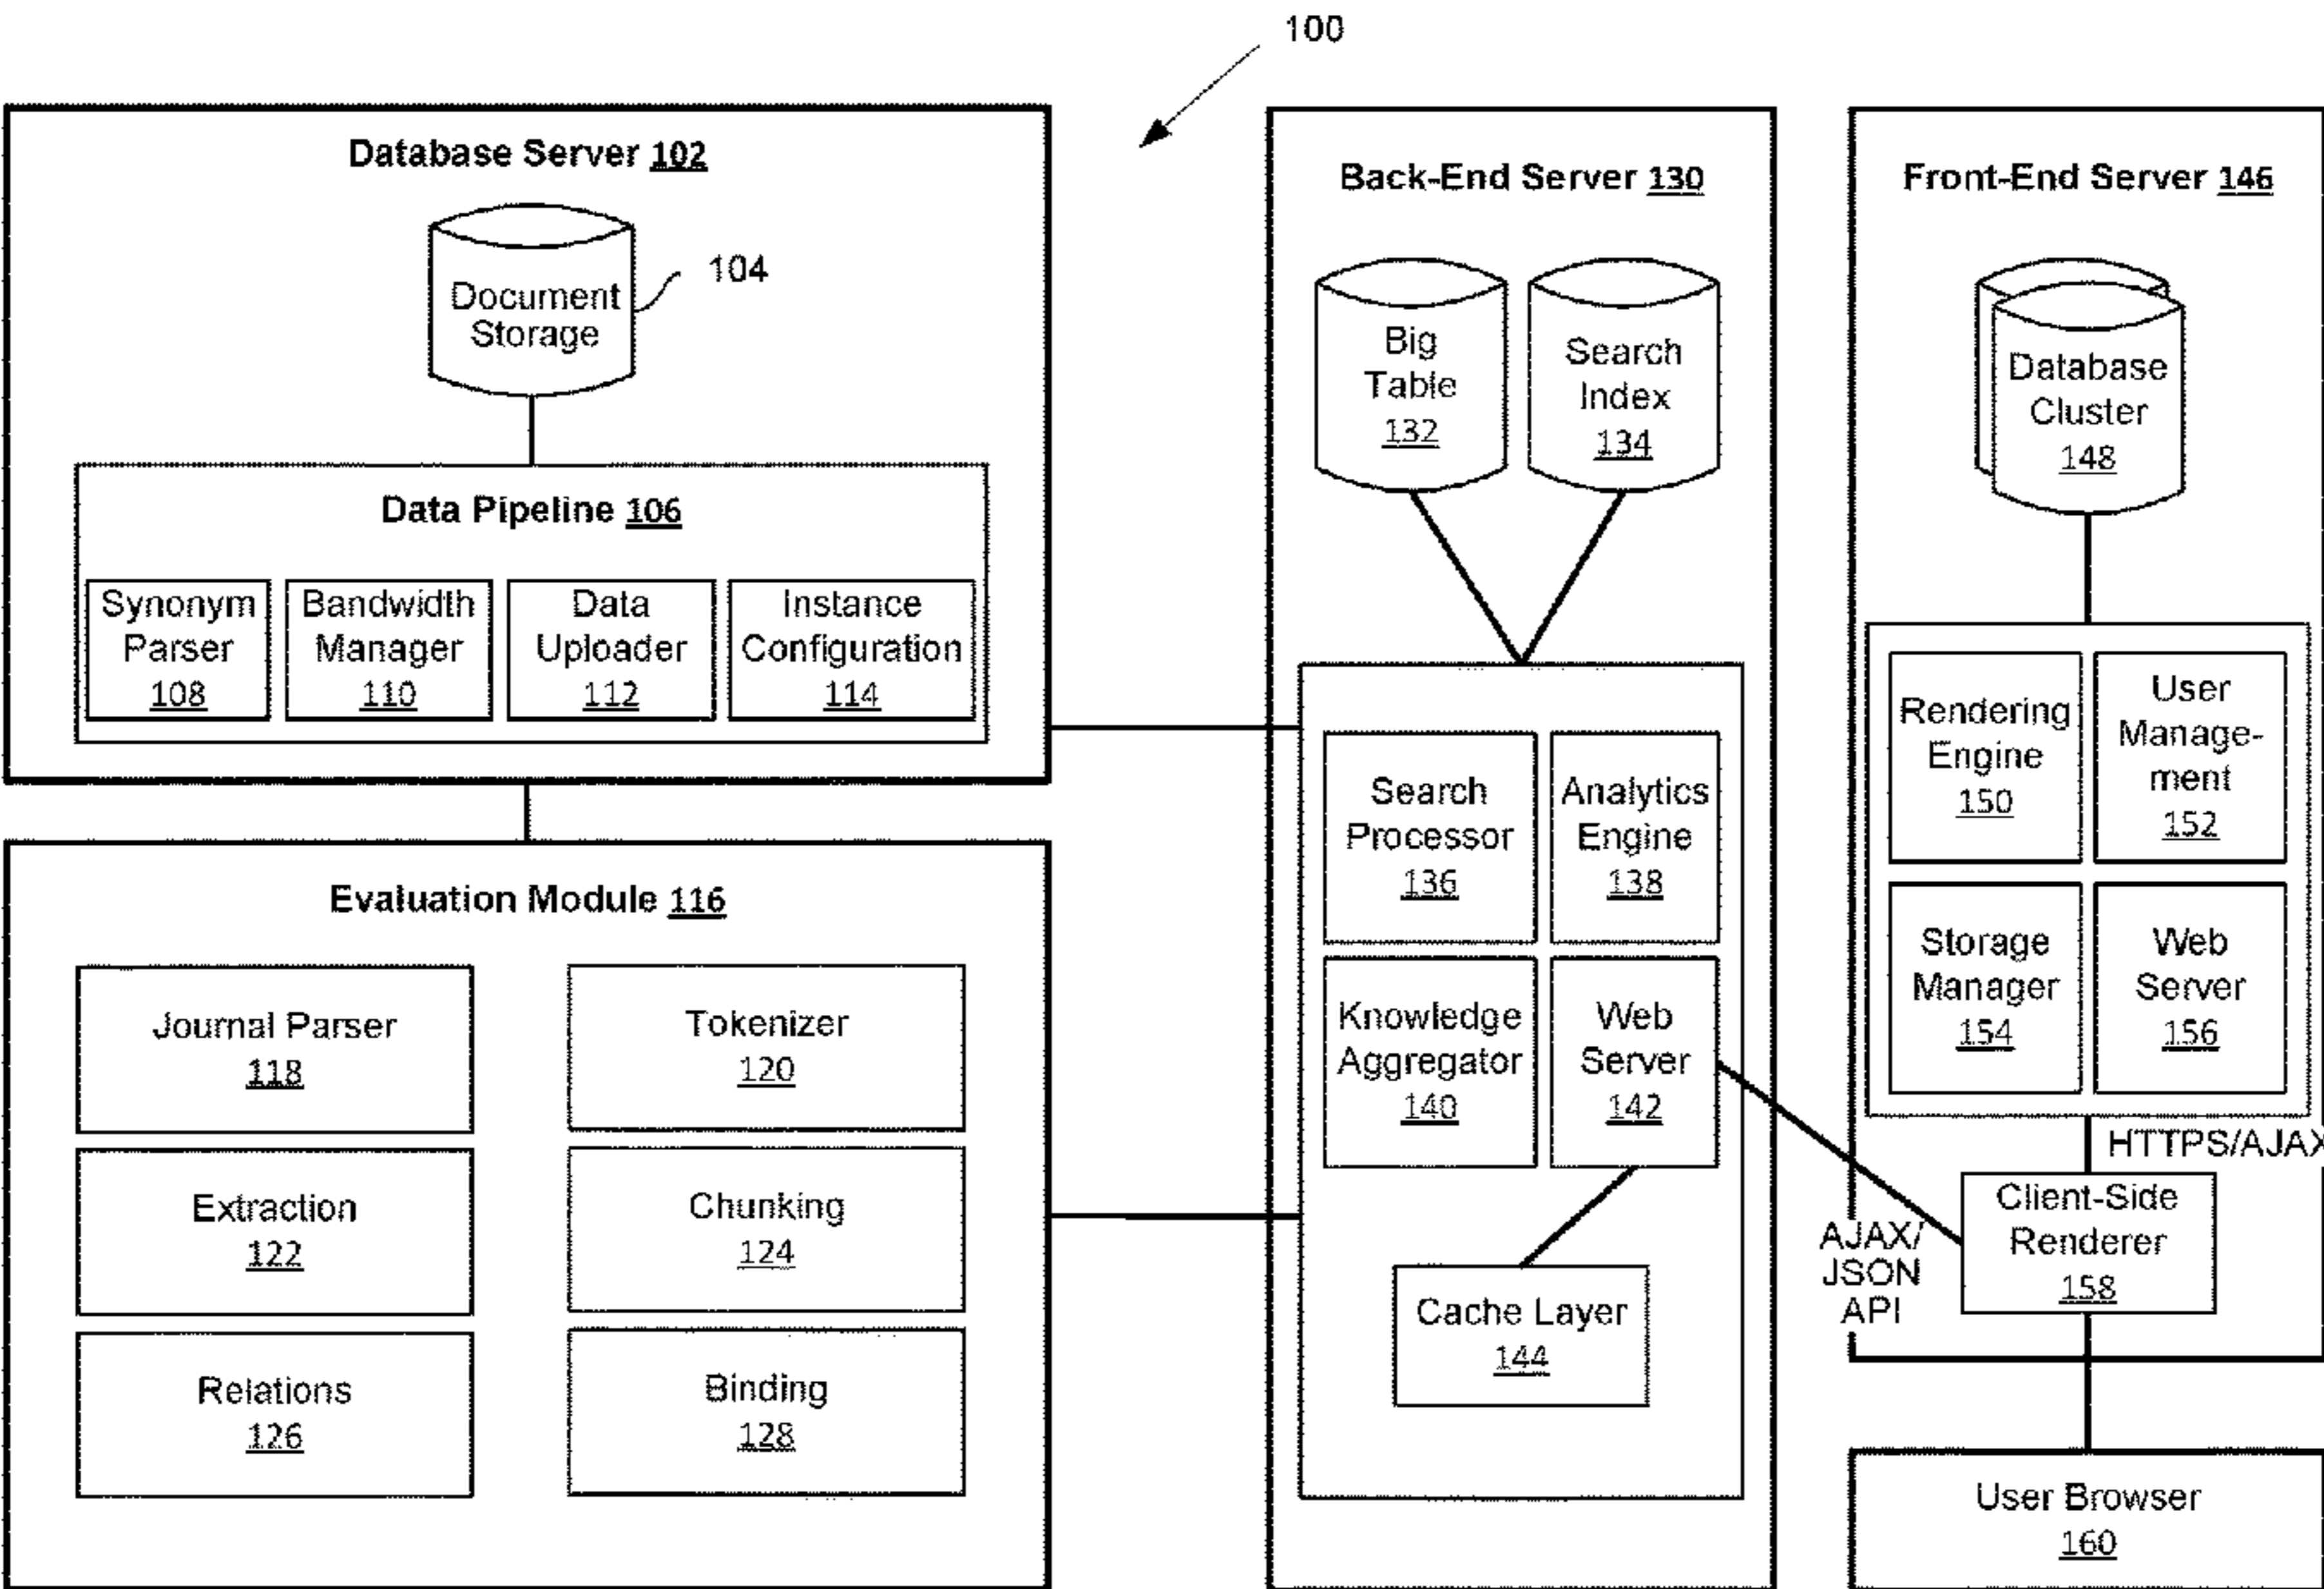 100
Database Server 102
Document
Storage
104
Data Pipeline 106
Synonym
Parser
108
Bandwidth
Manager
110
Data
Uploader
112
Instance
Configuration
114
Evaluation Module 116
Journal Parser
118
Tokenizer
120
Extraction
122
Chunking
124
Relations
126
Binding
128
Back-End Server 130
Big
Table
132
Search
Index
134
Search
Processor
136
Analytics
Engine
138
Knowledge
Aggregator
140
Web
Server
142
Cache Layer
144
Front-End Server 146
Database
Cluster
148
Rendering
Engine
150
User
Manage-
ment
152
Storage
Manager
154
Web
Server
156
HTTPS/AJAX
AJAX/
JSON
API
Client-Side
Renderer
158
User Browser
160